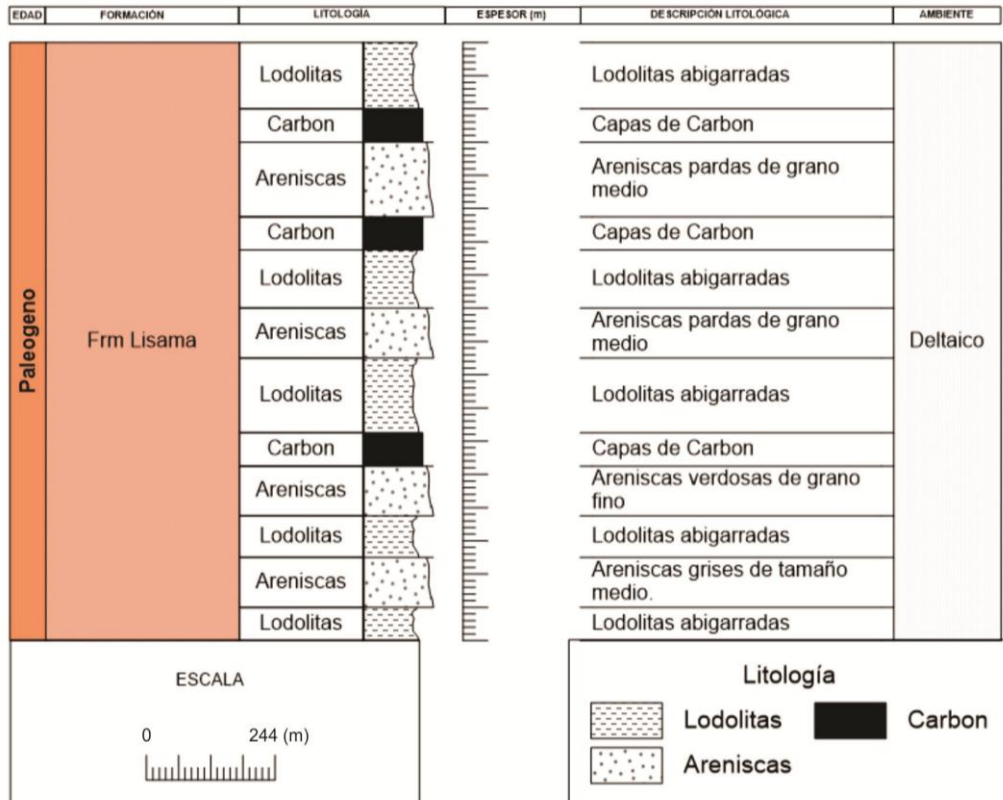 EDAD FORMACIÓN LITOLOGÍA ESPESOR (m) DESCRIPCIÓN LITOLÓGICA AMBIENTE
Paleogeno
Frm Lisama
Lodolitas
Lodolitas abigarradas
Carbon
Capas de Carbon
Areniscas
Areniscas pardas de grano
medio
Carbon
Capas de Carbon
Lodolitas
Lodolitas abigarradas
Areniscas
Areniscas pardas de grano
medio
Lodolitas
Lodolitas abigarradas
Carbon
Capas de Carbon
Areniscas
Areniscas verdosas de grano
fino
Lodolitas
Lodolitas abigarradas
Areniscas
Areniscas grises de tamaño
medio.
Lodolitas
Lodolitas abigarradas
Deltaico
ESCALA
0 244 (m)
Litología
Lodolitas Carbon
Areniscas